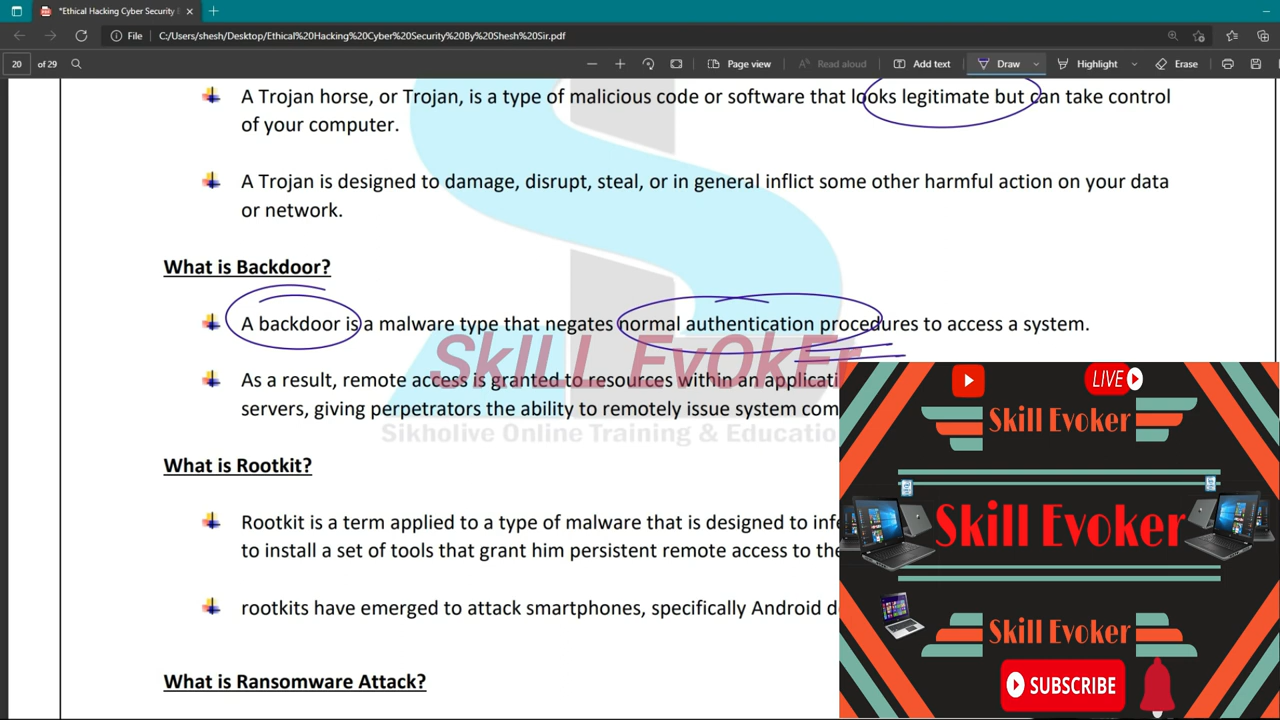 *Ethical Hacking Cyber Security
File C:/Users/shesh/Desktop/Ethical%20Hacking%20Cyber%20Security%20By%20Shesh%20Sir.pdf
20 of 29 Page view Read aloud Add text Draw Highlight Erase
A Trojan horse, or Trojan, is a type of malicious code or software that looks legitimate but can take control
of your computer.
A Trojan is designed to damage, disrupt, steal, or in general inflict some other harmful action on your data
or network.
What is Backdoor?
A backdoor is a malware type that negates normal authentication procedures to access a system.
SkILL EvOkEr
As a result, remote access is granted to resources within an applicati
servers, giving perpetrators the ability to remotely issue system com
Sikholive Online Training & Educatio
What is Rootkit?
Rootkit is a term applied to a type of malware that is designed to infe
to install a set of tools that grant him persistent remote access to the
rootkits have emerged to attack smartphones, specifically Android d
What is Ransomware Attack?
LIVE
Skill Evoker
Skill Evoker
Skill Evoker
SUBSCRIBE